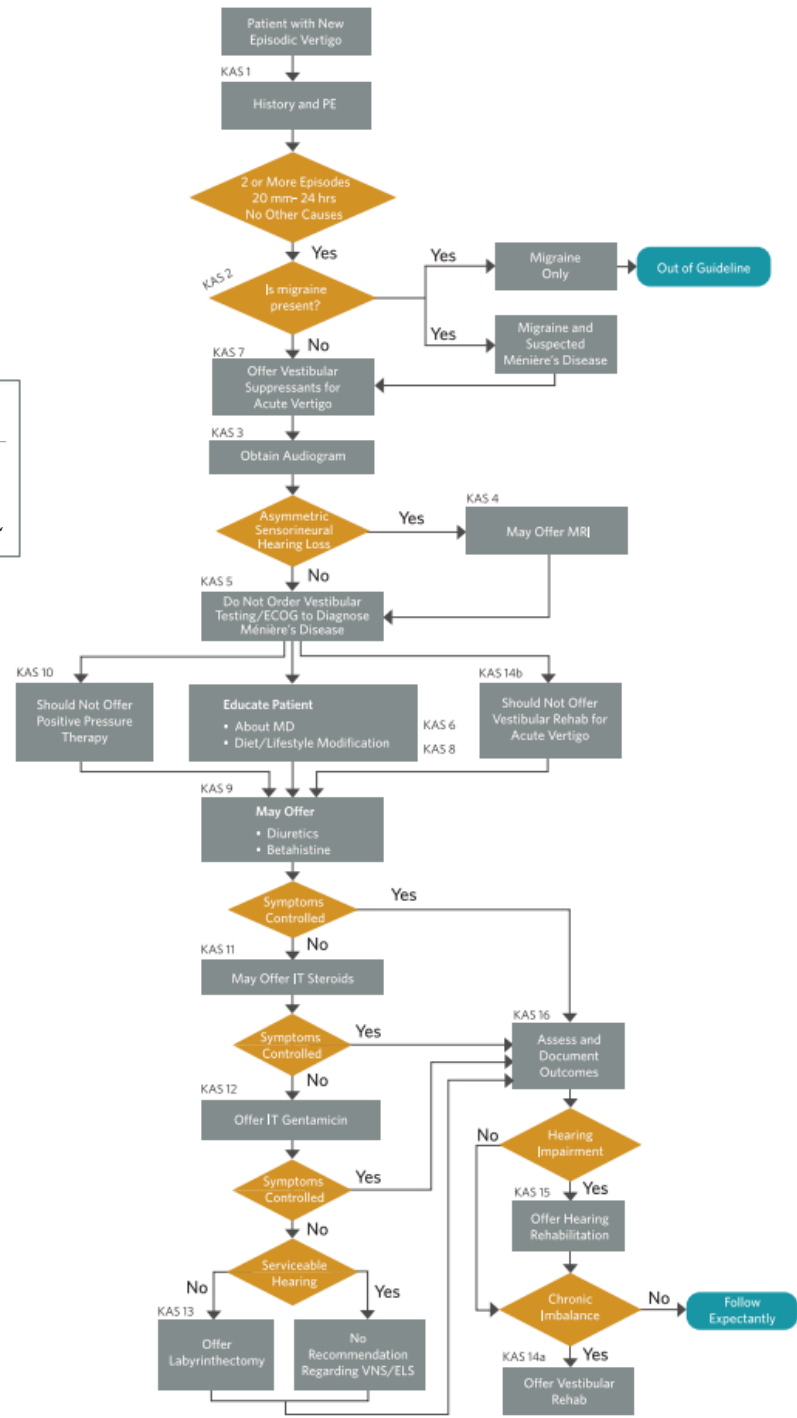 Patient with New
Episodic Vertigo
KAS 1
History and PE
2 or More Episodes
20 mm– 24 hrs
No Other Causes
Yes
KAS 2
Is migraine
present?
Yes
Migraine
Only
Out of Guideline
Yes
Migraine and
Suspected
Ménière's Disease
No
KAS 7
Offer Vestibular
Suppressants for
Acute Vertigo
KAS 3
Obtain Audiogram
Asymmetric
Sensorineural
Hearing Loss
Yes
KAS 4
May Offer MRI
No
KAS 5
Do Not Order Vestibular
Testing/ECOG to Diagnose
Ménière's Disease
KAS 10
Should Not Offer
Positive Pressure
Therapy
Educate Patient
• About MD
• Diet/Lifestyle Modification
KAS 6
KAS 8
KAS 14b
Should Not Offer
Vestibular Rehab for
Acute Vertigo
KAS 9
May Offer
• Diuretics
• Betahistine
Symptoms
Controlled
Yes
No
KAS 11
May Offer IT Steroids
Symptoms
Controlled
Yes
No
KAS 12
Offer IT Gentamicin
Symptoms
Controlled
Yes
No
Serviceable
Hearing
No
Yes
KAS 13
Offer
Labyrinthectomy
No
Recommendation
Regarding VNS/ELS
KAS 16
Assess and
Document
Outcomes
Hearing
Impairment
No
Yes
KAS 15
Offer Hearing
Rehabilitation
Chronic
Imbalance
No
Follow
Expectantly
Yes
KAS 14a
Offer Vestibular
Rehab